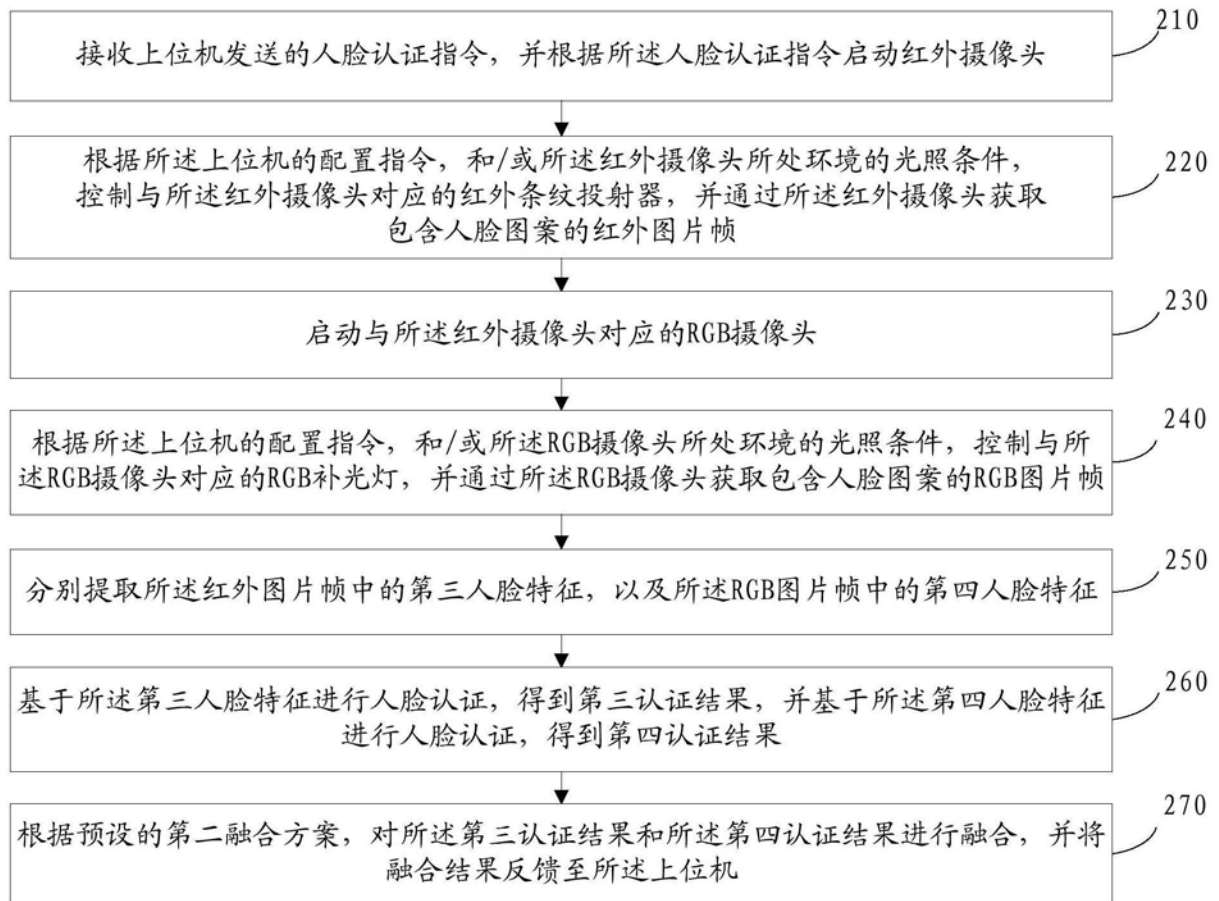 接收上位机发送的人脸认证指令，并根据所述人脸认证指令启动红外摄像头
210
根据所述上位机的配置指令，和/或所述红外摄像头所处环境的光照条件，
控制与所述红外摄像头对应的红外条纹投射器，并通过所述红外摄像头获取
包含人脸图案的红外图片帧
220
启动与所述红外摄像头对应的RGB摄像头
230
根据所述上位机的配置指令，和/或所述RGB摄像头所处环境的光照条件，控制与所
述RGB摄像头对应的RGB补光灯，并通过所述RGB摄像头获取包含人脸图案的RGB图片帧
240
分别提取所述红外图片帧中的第三人脸特征，以及所述RGB图片帧中的第四人脸特征
250
基于所述第三人脸特征进行人脸认证，得到第三认证结果，并基于所述第四人脸特征
进行人脸认证，得到第四认证结果
260
根据预设的第二融合方案，对所述第三认证结果和所述第四认证结果进行融合，并将
融合结果反馈至所述上位机
270